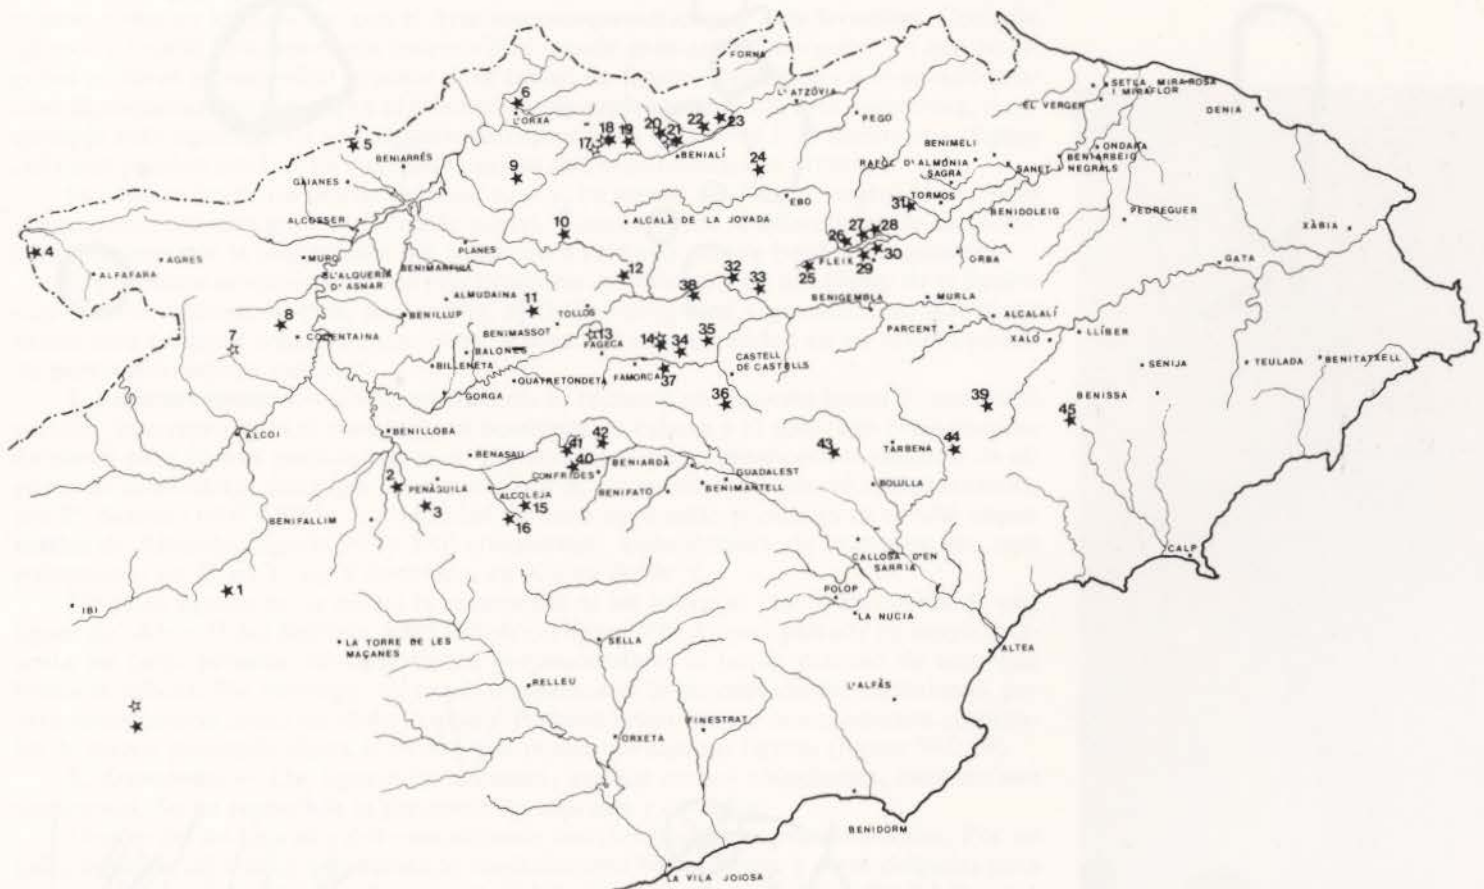 FORNA
L'ATZÚVIA
SETLA MIRAROSA
I MIRAFLOR
EL VERGER
DENIA
6
L'ORXA
22
23
PEGO
5
20
18
19
21
17
BENIALÍ
BENIMELI
ONDARA
BENIARBEIG
I NEGRALS
BENIARRÉS
9
24
RAFOL D'ALMÚNIA
SAGRA
SANET
GAIANES
EBO
31
TORMOS
BENIDOLEIG
PEDREGUER
XÀBIA
ALCOSSER
10
ALCALÀ DE LA JOVADA
27
28
26
4
AGRES
MURO
PLANES
30
ORBA
GATA
ALFAFARA
BENIMARFULL
12
32
25
FLEIX
29
33
L'ALQUERIA
D'ASNAR
38
ALMUDAINA
11
BENIGEMBLA
MURLA
8
BENILLUP
TOLLOS
ALCALALÍ
COCENTAINA
BENIMASSOT
13
PARCENT
LLÍBER
7
BALONES
FAGECA
14
34
35
XALÓ
BILLENETA
CASTELL
DE CASTELLS
SENIJA
TEULADA
BENITATXELL
QUATRETONDETA
FAMORCA
37
GORGA
36
39
BENISSA
45
ALCOI
BENILLOBA
42
41
43
TÀRBENA
44
BENASAU
40
CONFRIDES
BENIARDÀ
GUADALEST
2
PENÀGUILA
BENIMARTELL
BOLULLA
ALCOLEJA
BENIFATO
3
15
BENIFALLIM
16
CALP
CALLOSA D'EN
SARRIÀ
1
POLOP
IBI
LA NUCIA
LA TORRE DE LES
MAÇANES
SELLA
ALTEA
RELLEU
L'ALFÀS
FINESTRAT
ORXETA
BENIDORM
LA VILA JOIOSA